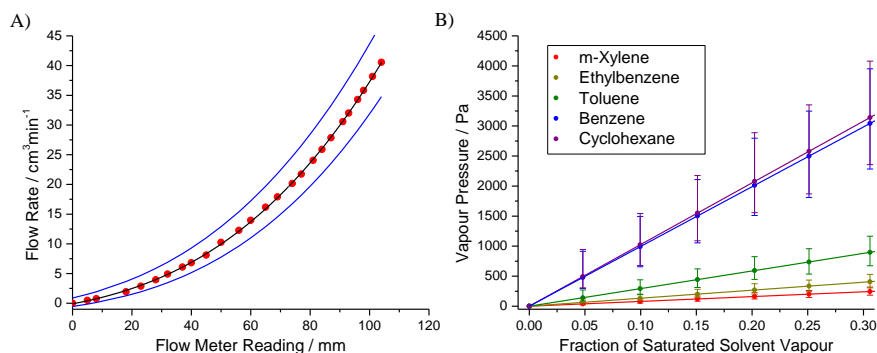 A)
45
40
35
30
25
20
15
10
5
0
Flow Rate / cm³min⁻¹
0 20 40 60 80 100 120
Flow Meter Reading / mm
B)
m-Xylene
Ethylbenzene
Toluene
Benzene
Cyclohexane
4500
4000
3500
3000
2500
2000
1500
1000
500
0
Vapour Pressure / Pa
0.00 0.05 0.10 0.15 0.20 0.25 0.30
Fraction of Saturated Solvent Vapour